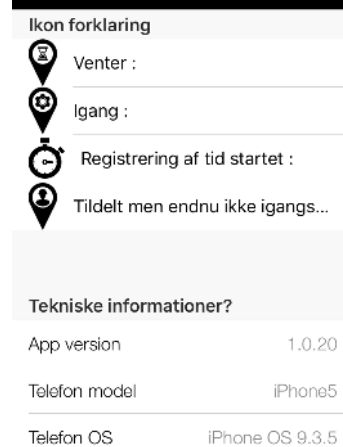 Ikon forklaring
Venter :
Igang :
Registrering af tid startet :
Tildelt men endnu ikke igangs...
Tekniske informationer?
App version 1.0.20
Telefon model iPhone5
Telefon OS iPhone OS 9.3.5